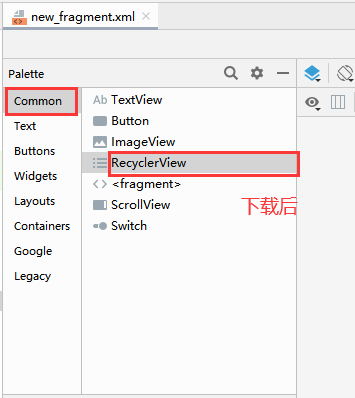 new_fragment.xml
Palette
Common
Text
Buttons
Widgets
Layouts
Containers
Google
Legacy
Ab TextView
Button
ImageView
RecyclerView
<> <fragment>
ScrollView
Switch
下载后